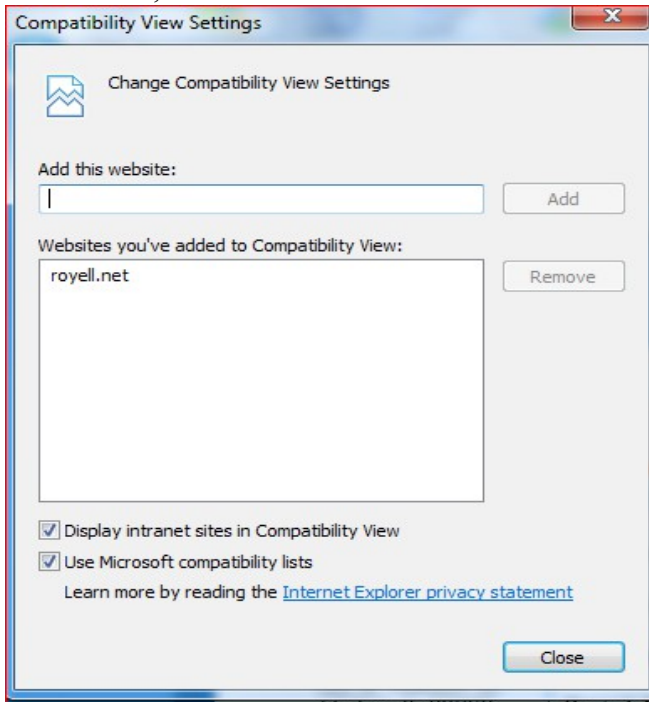 Compatibility View Settings
Change Compatibility View Settings
Add this website:
Add
Websites you've added to Compatibility View:
royell.net
Remove
Display intranet sites in Compatibility View
Use Microsoft compatibility lists
Learn more by reading the Internet Explorer privacy statement
Close